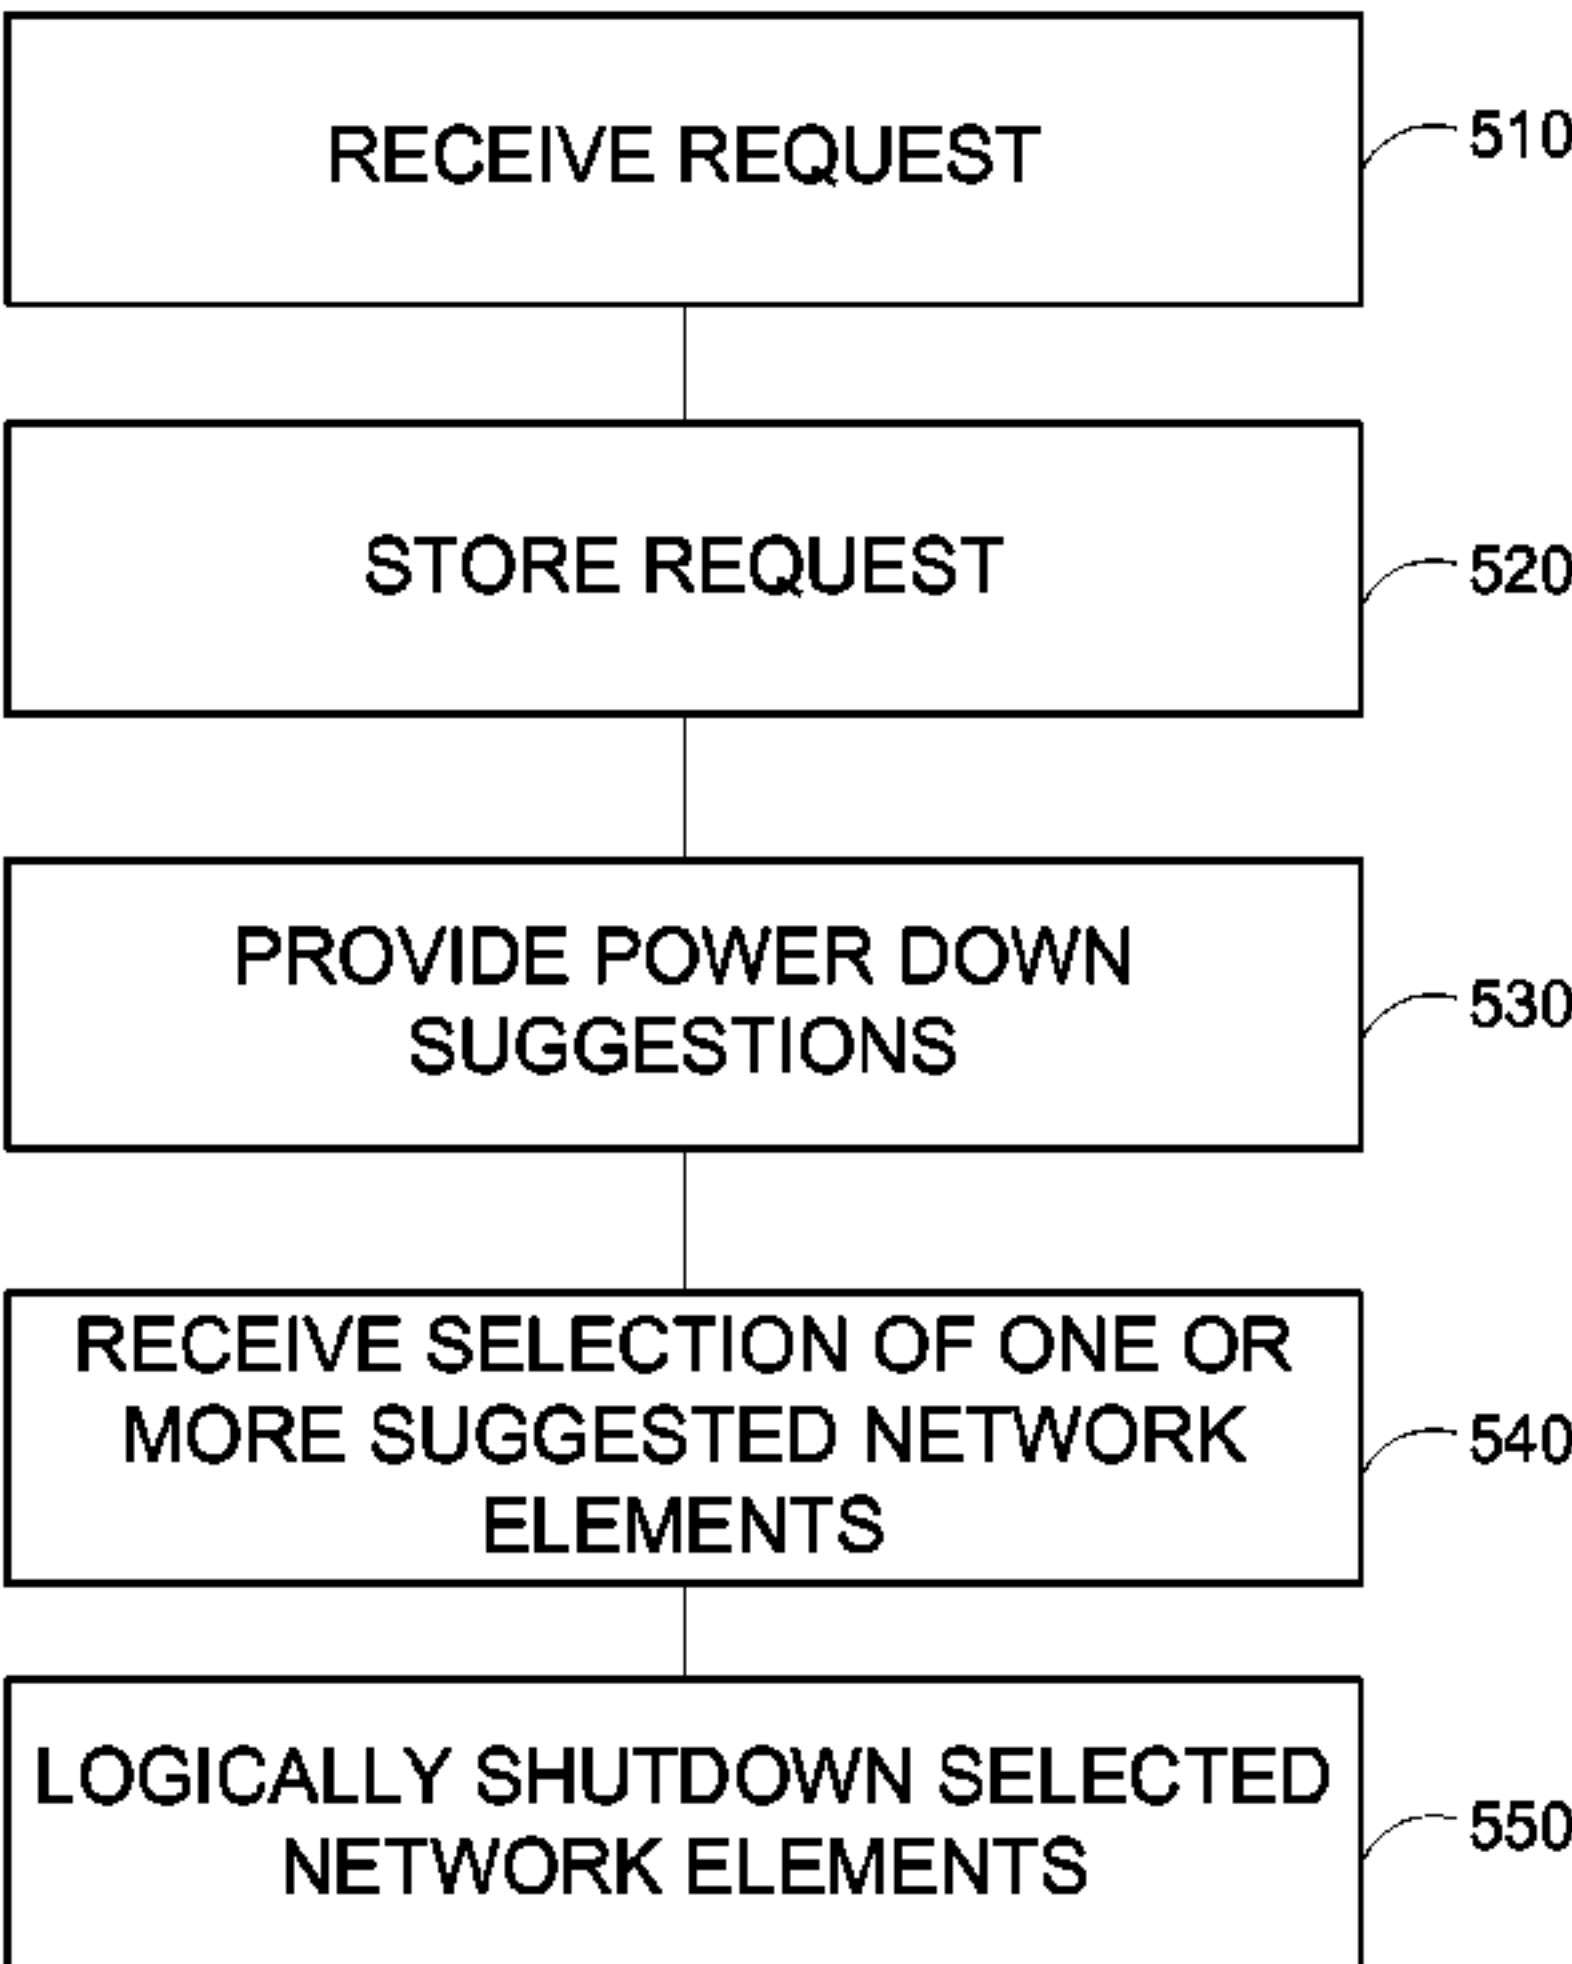 RECEIVE REQUEST
510
STORE REQUEST
520
PROVIDE POWER DOWN
SUGGESTIONS
530
RECEIVE SELECTION OF ONE OR
MORE SUGGESTED NETWORK
ELEMENTS
540
LOGICALLY SHUTDOWN SELECTED
NETWORK ELEMENTS
550